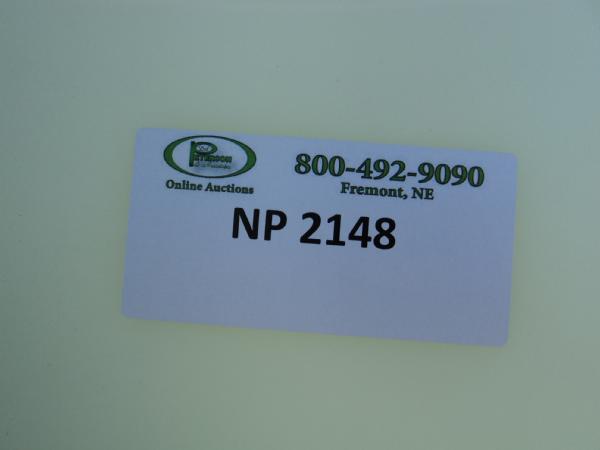 PETERSON
Online Auctions
800-492-9090
Fremont, NE
NP 2148